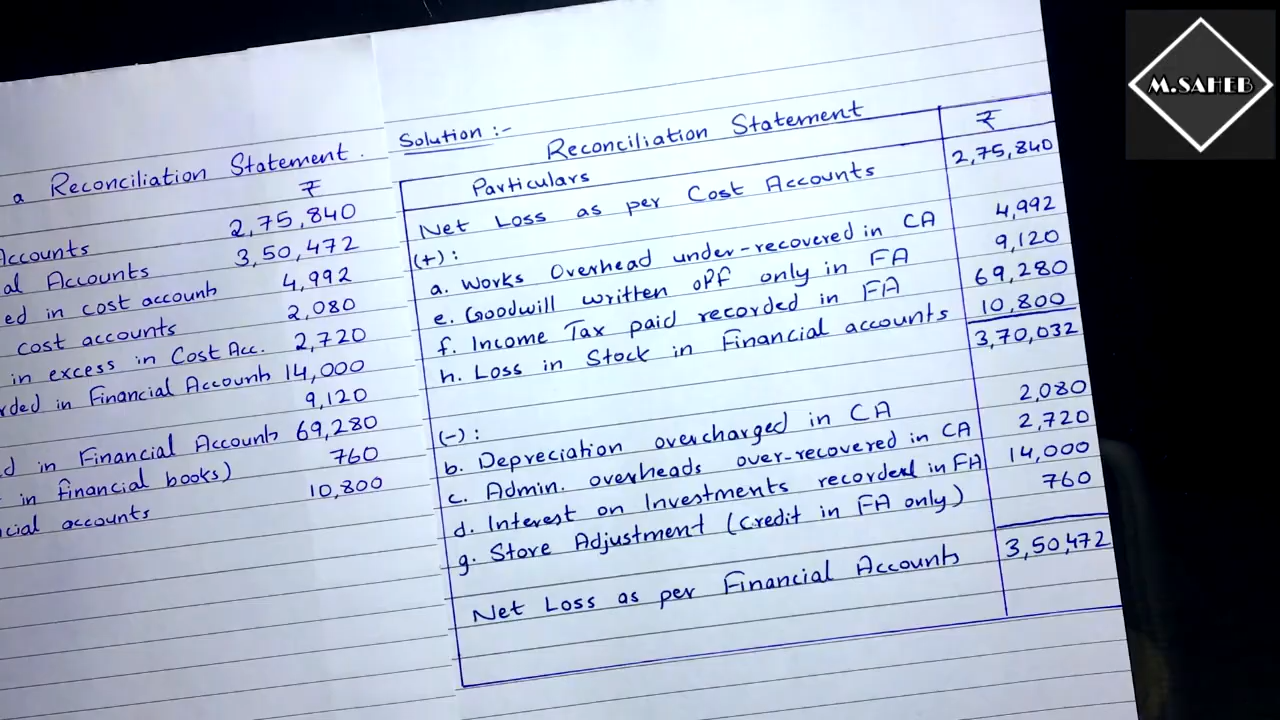 a Reconciliation Statement.
₹
Accounts 2,75,840
al Accounts 3,50,472
ed in cost accounts 4,992
cost accounts 2,080
in excess in Cost Acc. 2,720
rded in Financial Accounts 14,000
9,120
d in Financial Accounts 69,280
in financial books) 760
cial accounts 10,800
Solution :-
Reconciliation Statement
Particulars ₹
Net Loss as per Cost Accounts 2,75,840
(+) :
a. Works Overhead under-recovered in CA 4,992
e. Goodwill written off only in FA 9,120
f. Income Tax paid recorded in FA 69,280
h. Loss in Stock in Financial accounts 10,800
3,70,032
(-) :
b. Depreciation overcharged in CA 2,080
c. Admin. overheads over-recovered in CA 2,720
d. Interest on Investments recorded in FA 14,000
g. Store Adjustment (credit in FA only) 760
Net Loss as per Financial Accounts 3,50,472
M.SAHEB